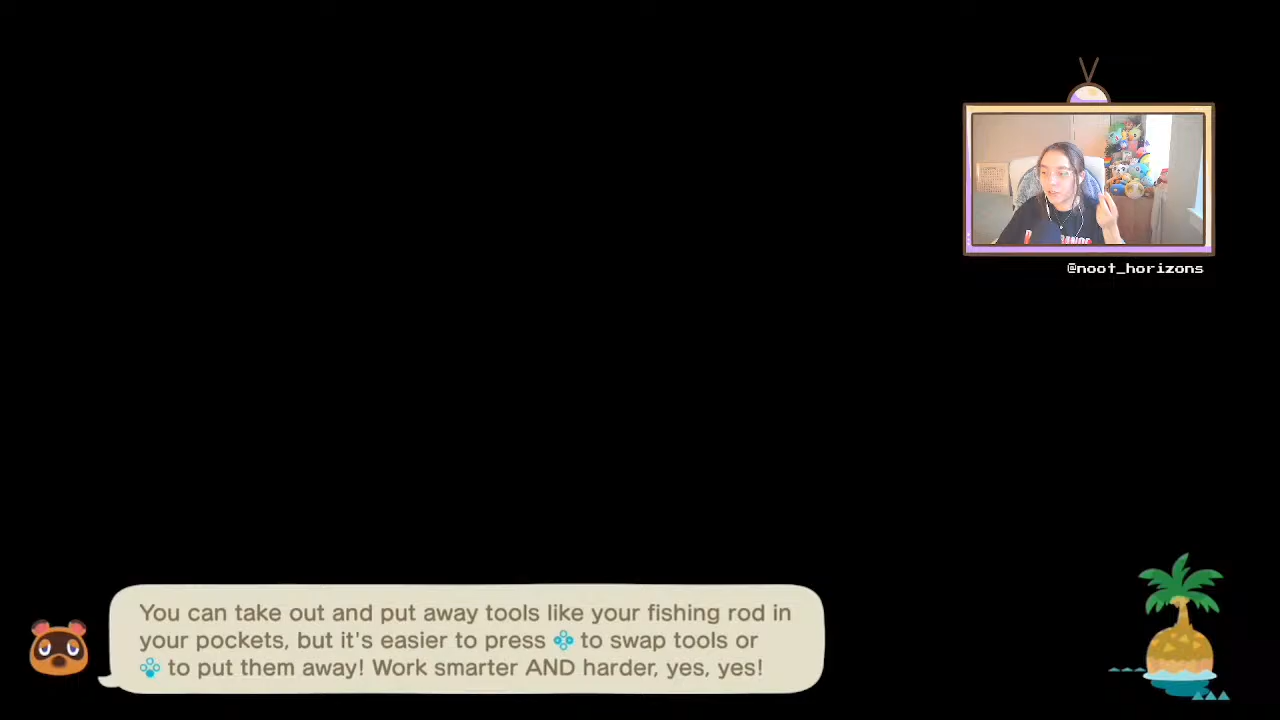 @noot_horizons
You can take out and put away tools like your fishing rod in
your pockets, but it's easier to press to swap tools or
to put them away! Work smarter AND harder, yes, yes!